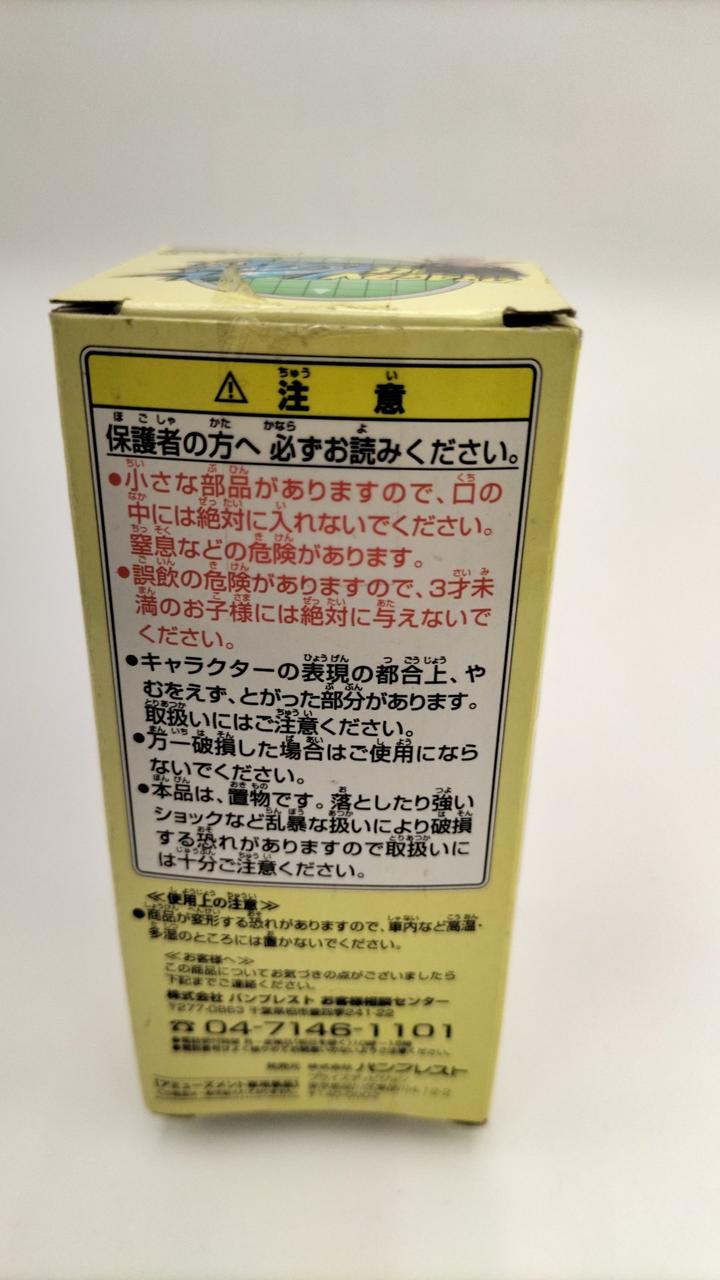 ⚠ 注意
保護者の方へ 必ずお読みください。
●小さな部品がありますので、口の
中には絶対に入れないでください。
窒息などの危険があります。
●誤飲の危険がありますので、3才未
満のお子様には絶対に与えないで
ください。
●キャラクターの表現の都合上、や
むをえず、とがった部分があります。
取扱いにはご注意ください。
●万一破損した場合はご使用になら
ないでください。
●本品は、置物です。落としたり強い
ショックなど乱暴な扱いにより破損
する恐れがありますので取扱いに
は十分ご注意ください。
≪使用上の注意≫
●商品が変形する恐れがありますので、車内など高温・
多湿のところには置かないでください。
≪お客様へ≫
この商品についてお気づきの点がございましたら
下記までご連絡ください。
株式会社 バンプレスト お客様相談センター
千葉県柏市豊四季241-22
☎04-7146-1101
株式会社 バンプレスト